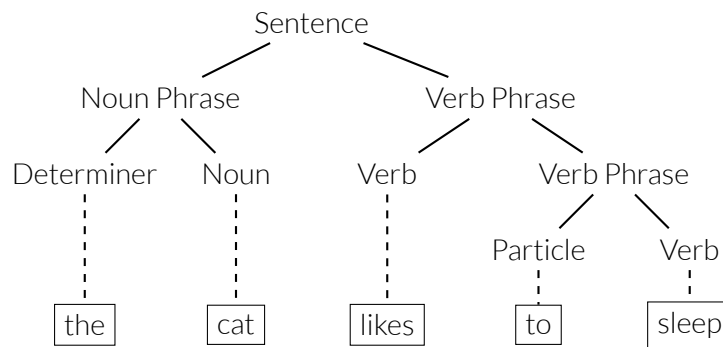 Sentence
Noun Phrase Verb Phrase
Determiner Noun Verb Verb Phrase
Particle Verb
the cat likes to sleep